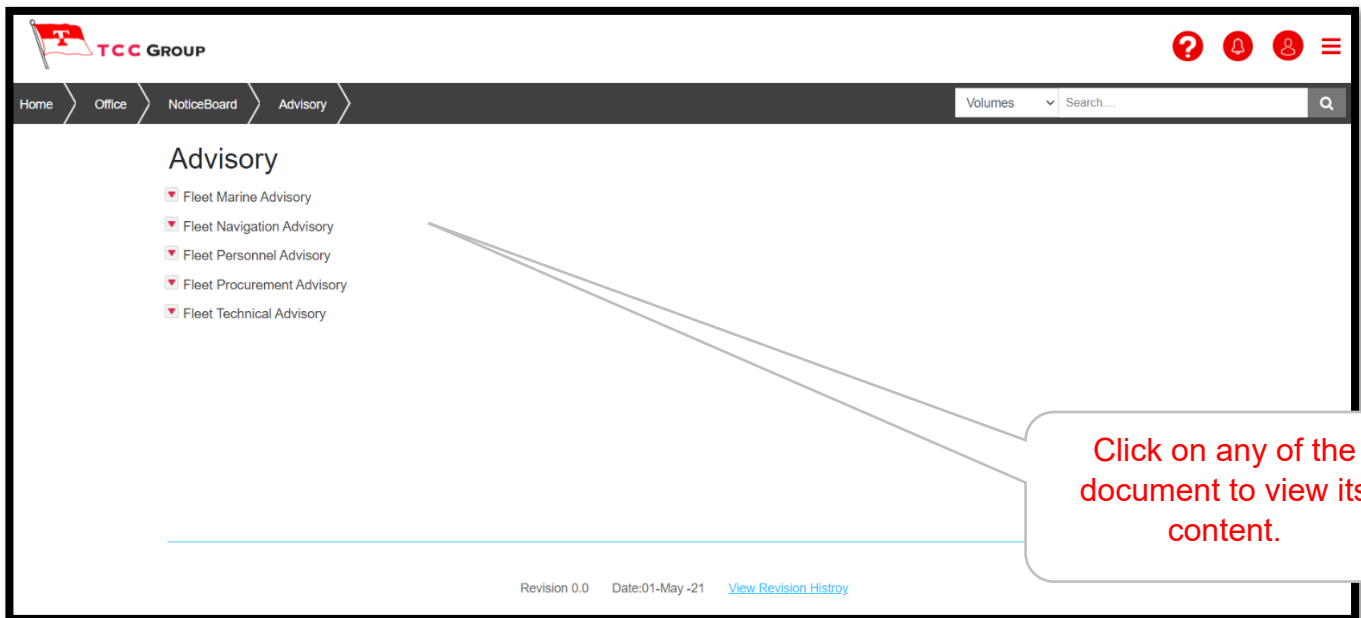 T
TCC GROUP
Home Office NoticeBoard Advisory Volumes Search....
Advisory
Fleet Marine Advisory
Fleet Navigation Advisory
Fleet Personnel Advisory
Fleet Procurement Advisory
Fleet Technical Advisory
Click on any of the
document to view its
content.
Revision 0.0 Date:01-May -21 View Revision Histroy